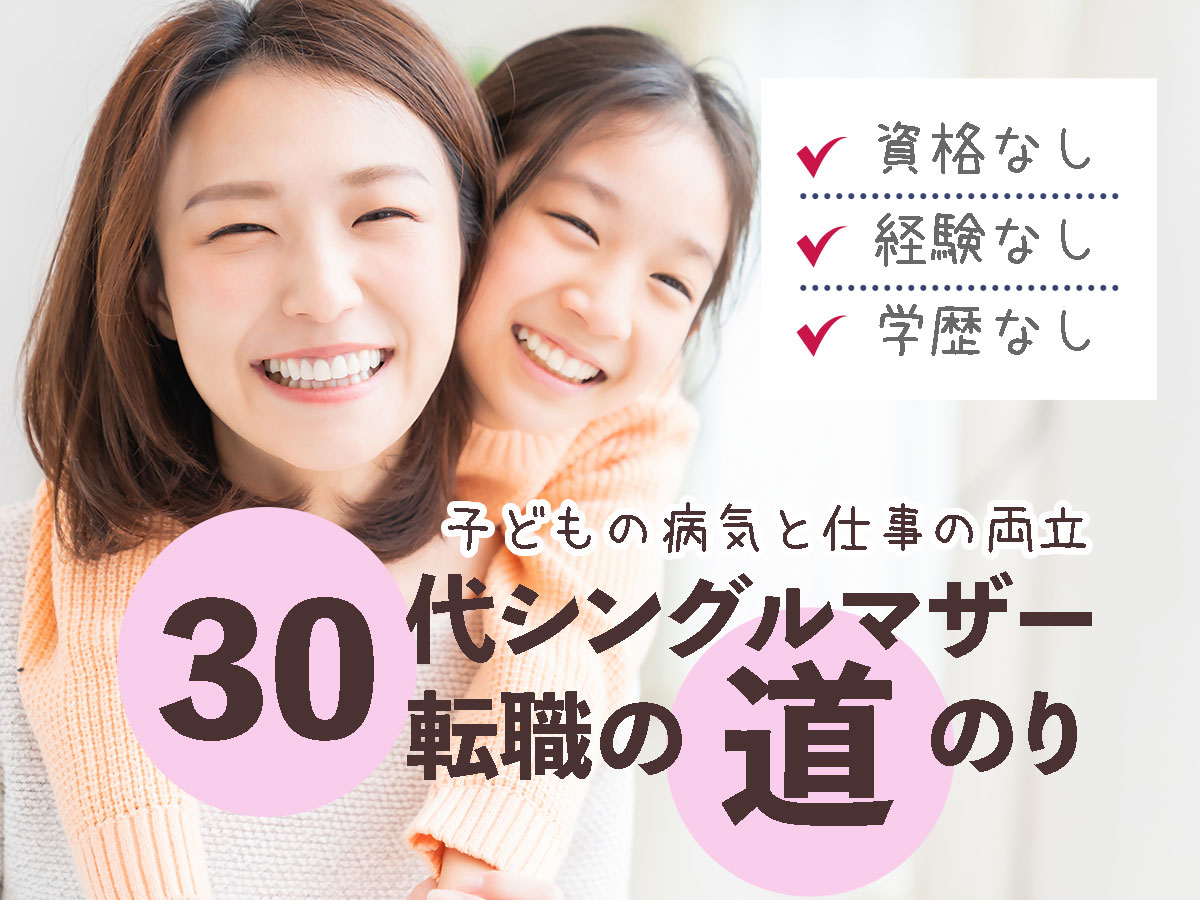 資格なし
経験なし
学歴なし
子どもの病気と仕事の両立
30代シングルマザー
転職の道のり